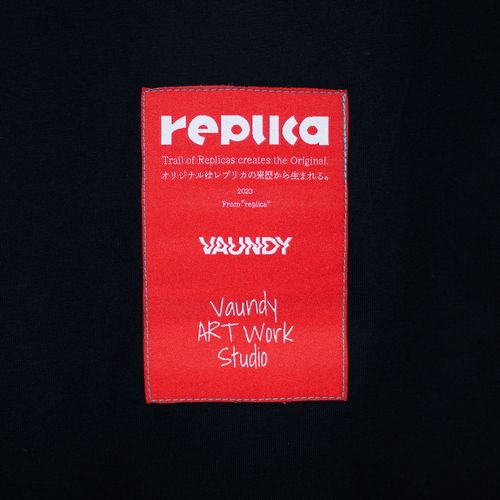 replica
Trail of Replicas creates the Original.
オリジナルはレプリカの来歴から生まれる。
2023
From "replica"
VAUNDY
Vaundy
ART Work
Studio